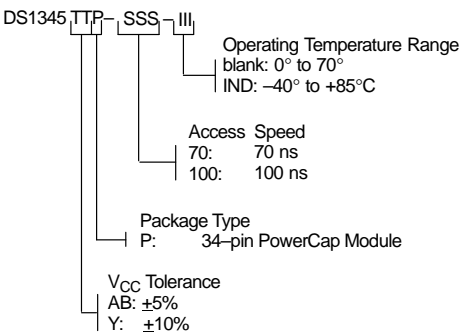 DS1345 TTP– SSS –III
Operating Temperature Range
blank: 0° to 70°
IND: –40° to +85°C
Access Speed
70: 70 ns
100: 100 ns
Package Type
P: 34–pin PowerCap Module
VCC Tolerance
AB: ±5%
Y: ±10%